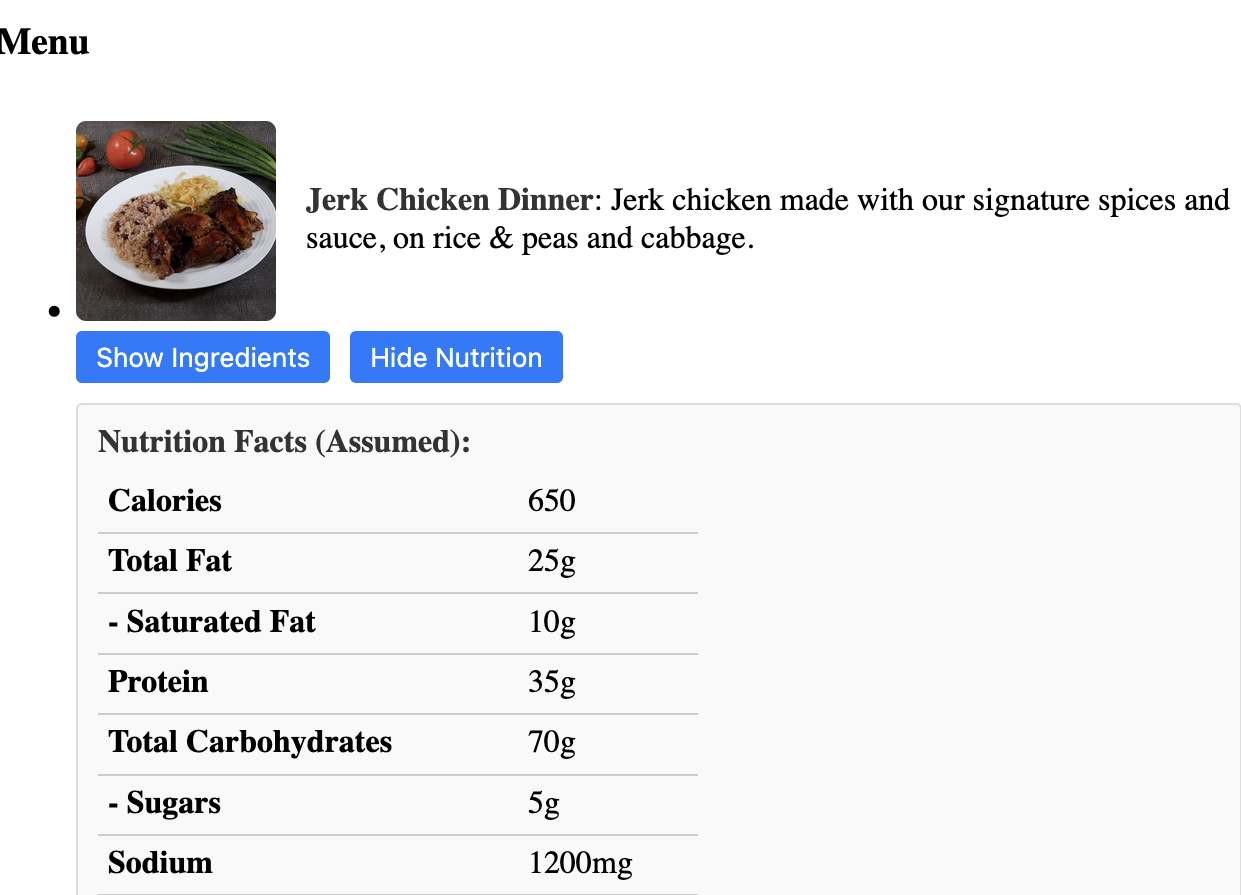 Menu
Jerk Chicken Dinner: Jerk chicken made with our signature spices and
sauce, on rice & peas and cabbage.
Show Ingredients Hide Nutrition
Nutrition Facts (Assumed):
Calories 650
Total Fat 25g
- Saturated Fat 10g
Protein 35g
Total Carbohydrates 70g
- Sugars 5g
Sodium 1200mg